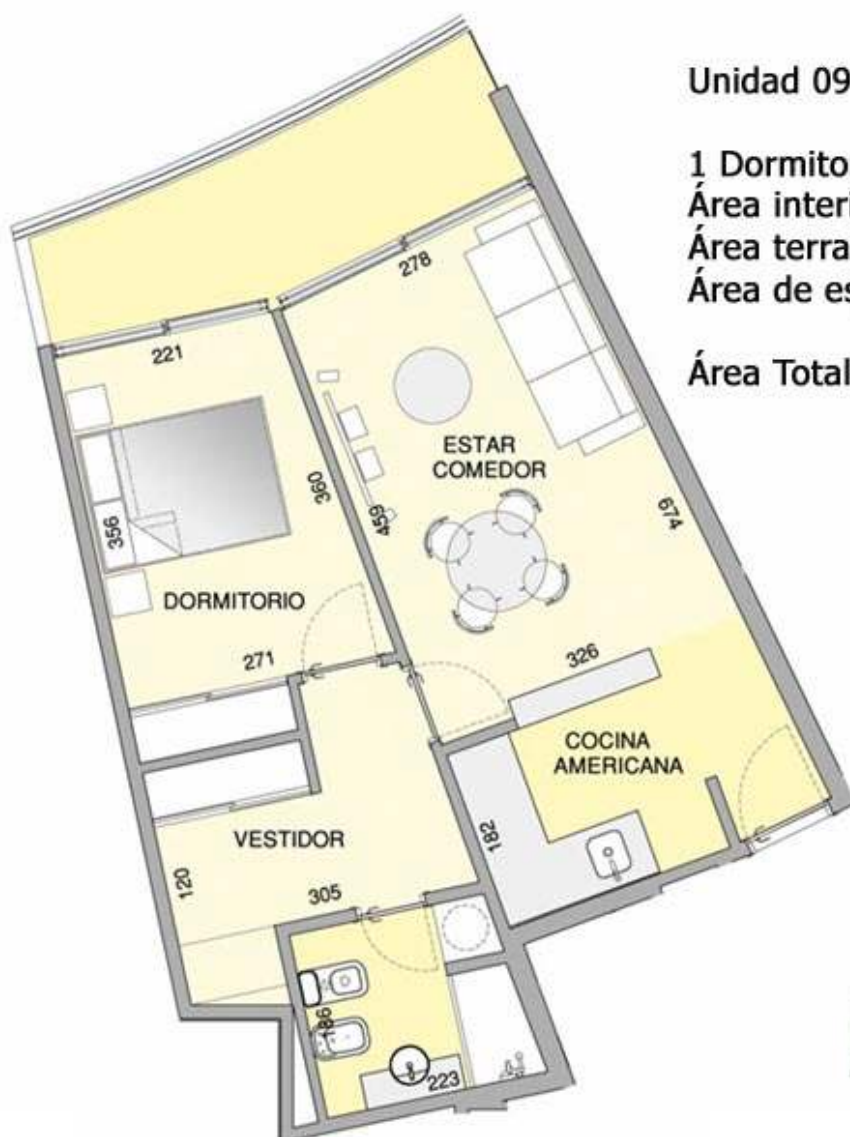 Unidad 09
1 Dormito
Área interi
Área terra
Área de es
Área Total
278
221
ESTAR
COMEDOR
360
459
674
356
DORMITORIO
271
326
COCINA
AMERICANA
182
VESTIDOR
120
305
186
223